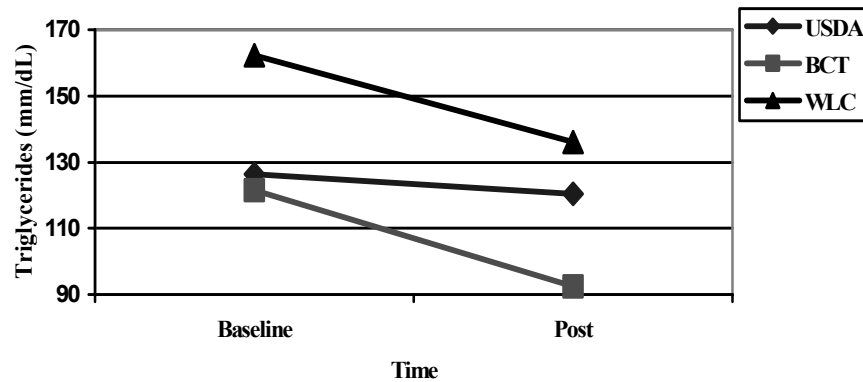 170
150
130
110
90
Triglycerides (mm/dL)
Baseline
Post
Time
USDA
BCT
WLC